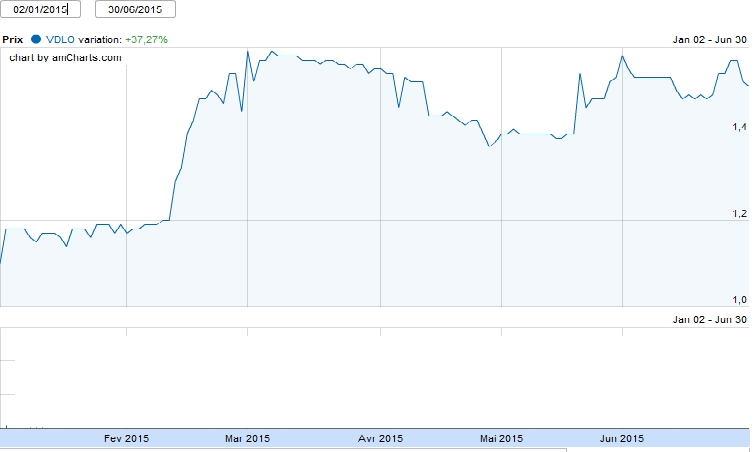 02/01/2015 30/06/2015
Prix VDLO variation: +37,27% Jan 02 - Jun 30
chart by amCharts.com
1,4
1,2
1,0
Jan 02 - Jun 30
Fev 2015 Mar 2015 Avr 2015 Mai 2015 Jun 2015